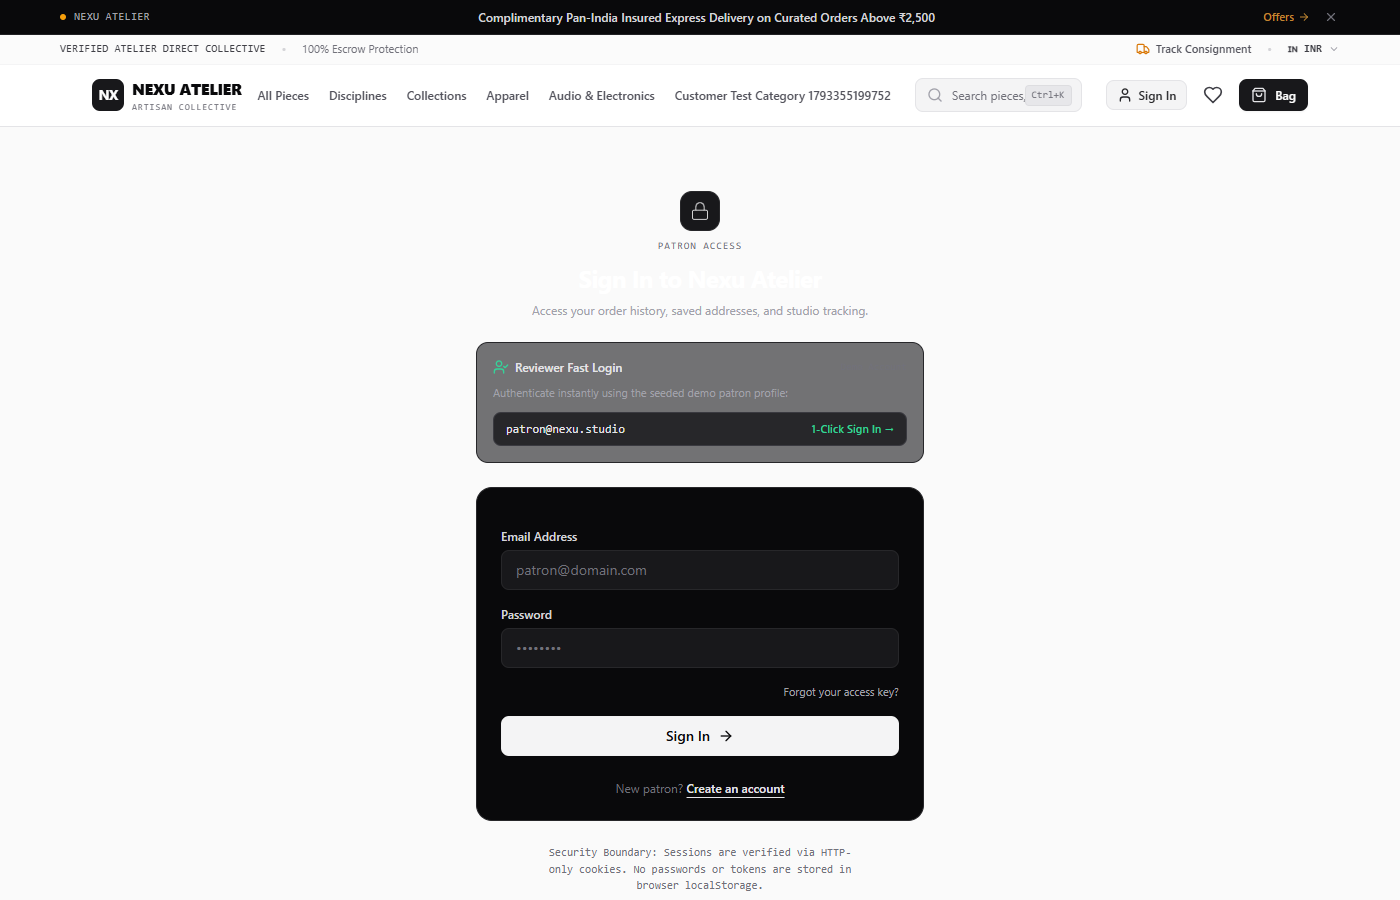 NEXU ATELIER
Complimentary Pan-India Insured Express Delivery on Curated Orders Above ₹2,500
Offers →
VERIFIED ATELIER DIRECT COLLECTIVE • 100% Escrow Protection
Track Consignment • IN INR
NX NEXU ATELIER
ARTISAN COLLECTIVE
All Pieces Disciplines Collections Apparel Audio & Electronics Customer Test Category 1793355199752
Search pieces, Ctrl+K
Sign In
Bag
PATRON ACCESS
Sign In to Nexu Atelier
Access your order history, saved addresses, and studio tracking.
Reviewer Fast Login
Authenticate instantly using the seeded demo patron profile:
patron@nexu.studio 1-Click Sign In →
Email Address
patron@domain.com
Password
••••••••
Forgot your access key?
Sign In →
New patron? Create an account
Security Boundary: Sessions are verified via HTTP-
only cookies. No passwords or tokens are stored in
browser localStorage.